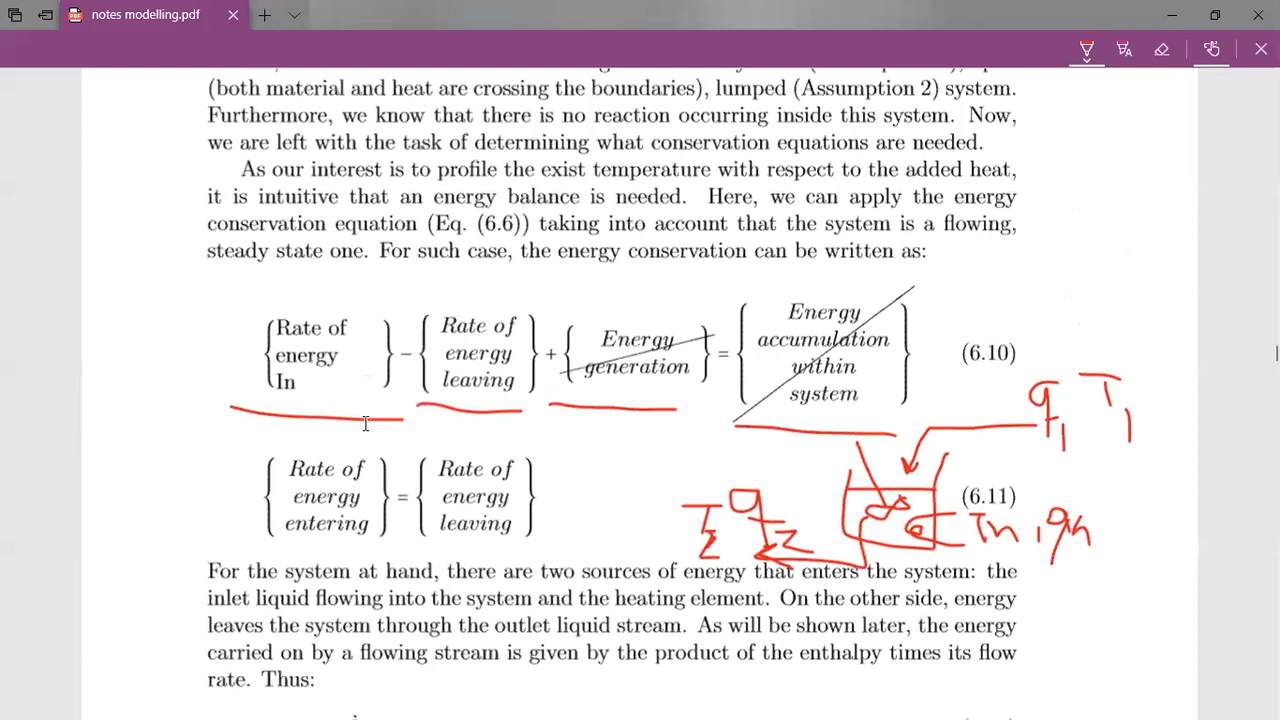 notes modelling.pdf
(both material and heat are crossing the boundaries), lumped (Assumption 2) system.
Furthermore, we know that there is no reaction occurring inside this system. Now,
we are left with the task of determining what conservation equations are needed.
As our interest is to profile the exist temperature with respect to the added heat,
it is intuitive that an energy balance is needed. Here, we can apply the energy
conservation equation (Eq. (6.6)) taking into account that the system is a flowing,
steady state one. For such case, the energy conservation can be written as:
{Rate of energy In} − {Rate of energy leaving} + {Energy generation} = {Energy accumulation within system} (6.10)
q1 T1
{Rate of energy entering} = {Rate of energy leaving} (6.11)
T2 q2
For the system at hand, there are two sources of energy that enters the system: the
inlet liquid flowing into the system and the heating element. On the other side, energy
leaves the system through the outlet liquid stream. As will be shown later, the energy
carried on by a flowing stream is given by the product of the enthalpy times its flow
rate. Thus: